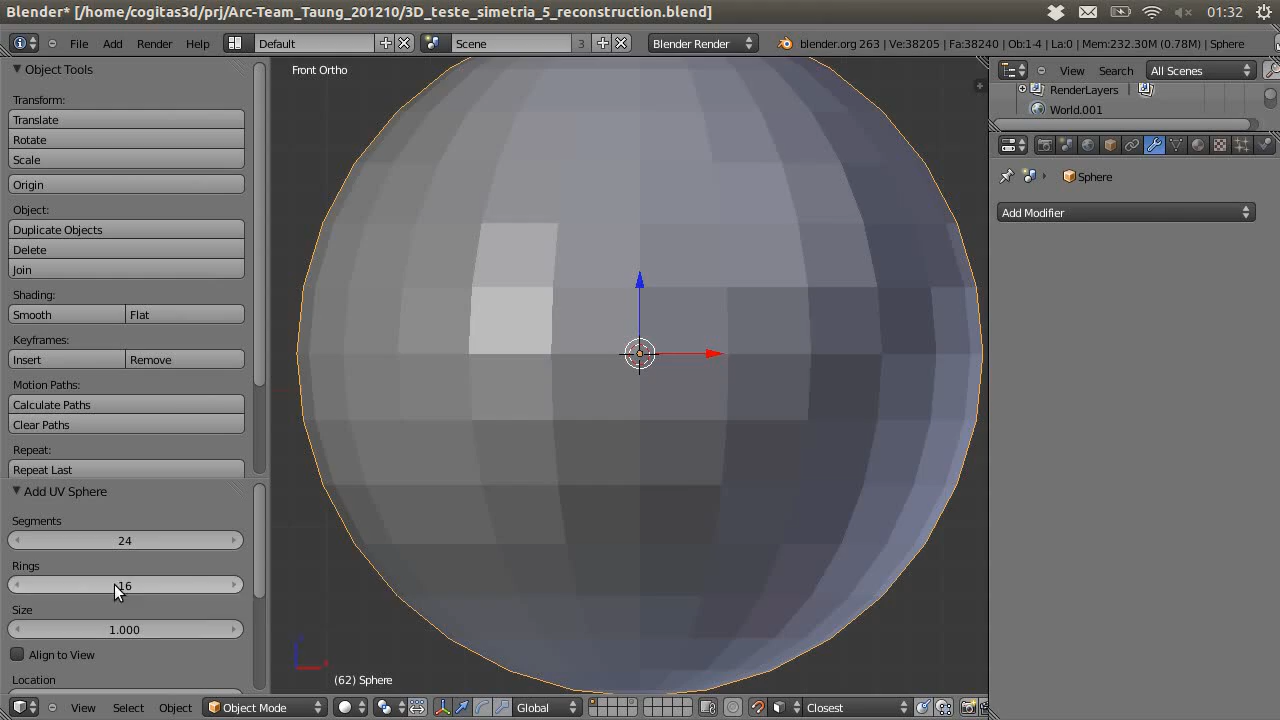 Blender* [/home/cogitas3d/prj/Arc-Team_Taung_201210/3D_teste_simetria_5_reconstruction.blend]
01:32
File Add Render Help
Default
Scene
3
Blender Render
blender.org 263 | Ve:38205 | Fa:38240 | Ob:1-4 | La:0 | Mem:232.30M (0.78M) | Sphere
View Search
All Scenes
Object Tools
Front Ortho
RenderLayers
World.001
Transform:
Translate
Rotate
Scale
Origin
Sphere
Add Modifier
Object:
Duplicate Objects
Delete
Join
Shading:
Smooth Flat
Keyframes:
Insert Remove
Motion Paths:
Calculate Paths
Clear Paths
Repeat:
Repeat Last
Add UV Sphere
Segments
24
Rings
16
Size
1.000
Align to View
Location
(62) Sphere
View Select Object
Object Mode
Global
Closest